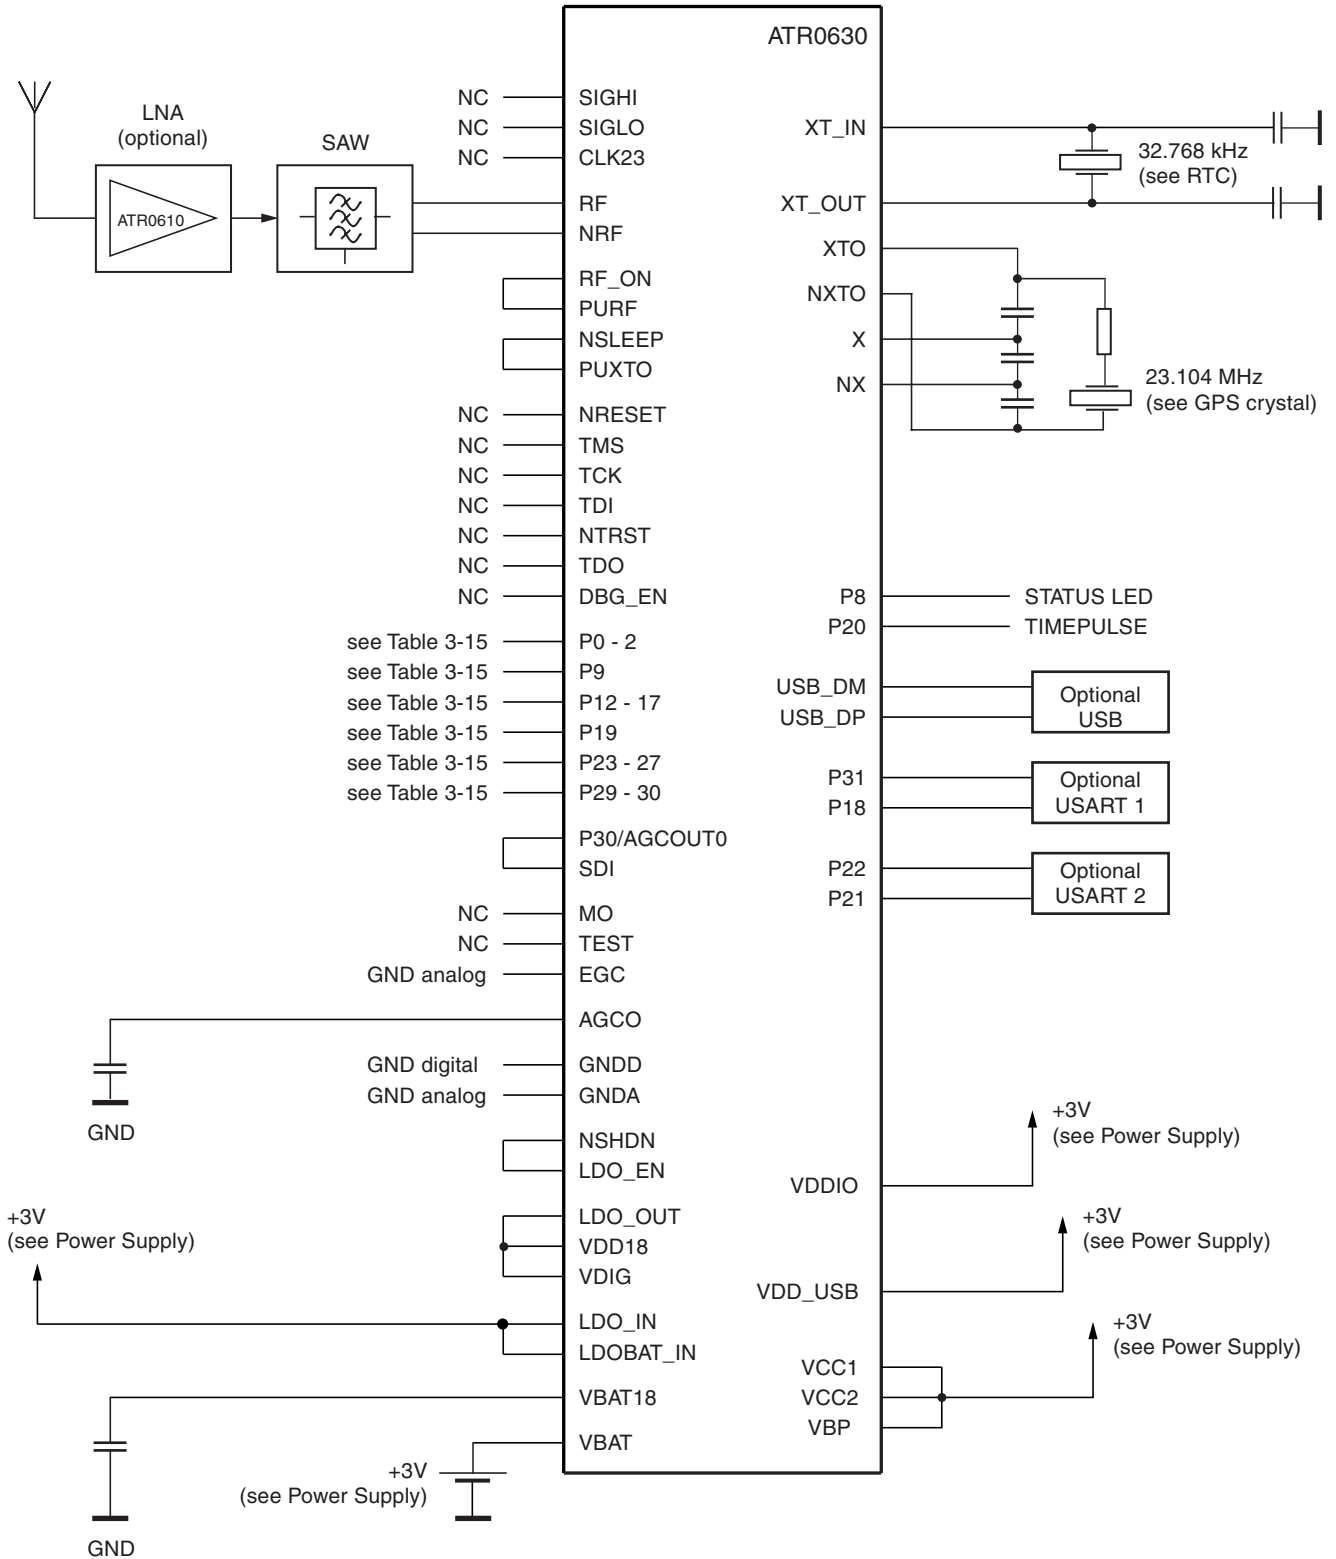 ATR0630
LNA
(optional)
ATR0610
SAW
NC
SIGHI
NC
SIGLO
NC
CLK23
RF
NRF
RF_ON
PURF
NSLEEP
PUXTO
NC
NRESET
NC
TMS
NC
TCK
NC
TDI
NC
NTRST
NC
TDO
NC
DBG_EN
see Table 3-15
P0 - 2
see Table 3-15
P9
see Table 3-15
P12 - 17
see Table 3-15
P19
see Table 3-15
P23 - 27
see Table 3-15
P29 - 30
P30/AGCOUT0
SDI
NC
MO
NC
TEST
GND analog
EGC
AGCO
GND
GND digital
GNDD
GND analog
GNDA
NSHDN
LDO_EN
LDO_OUT
VDD18
VDIG
+3V
(see Power Supply)
LDO_IN
LDOBAT_IN
VBAT18
GND
VBAT
+3V
(see Power Supply)
XT_IN
XT_OUT
32.768 kHz
(see RTC)
XTO
NXTO
X
NX
23.104 MHz
(see GPS crystal)
P8
STATUS LED
P20
TIMEPULSE
USB_DM
USB_DP
Optional
USB
P31
P18
Optional
USART 1
P22
P21
Optional
USART 2
VDDIO
+3V
(see Power Supply)
VDD_USB
+3V
(see Power Supply)
VCC1
VCC2
VBP
+3V
(see Power Supply)